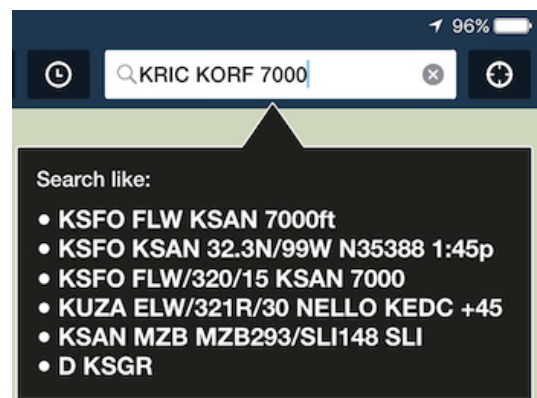 96%
KRIC KORF 7000
Search like:
• KSFO FLW KSAN 7000ft
• KSFO KSAN 32.3N/99W N35388 1:45p
• KSFO FLW/320/15 KSAN 7000
• KUZA ELW/321R/30 NELLO KEDC +45
• KSAN MZB MZB293/SLI148 SLI
• D KSGR